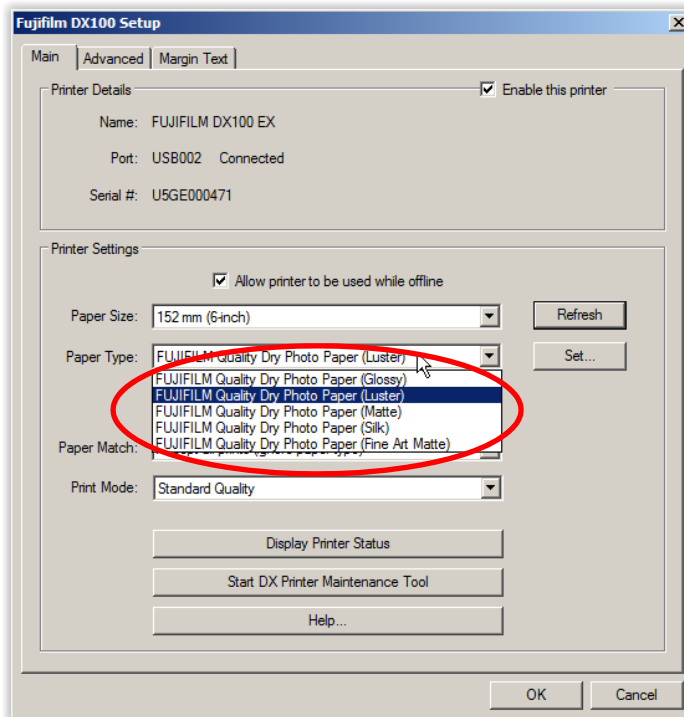 Fujifilm DX100 Setup
Main Advanced Margin Text
Printer Details
Enable this printer
Name: FUJIFILM DX100 EX
Port: USB002 Connected
Serial #: U5GE000471
Printer Settings
Allow printer to be used while offline
Paper Size: 152 mm (6-inch) Refresh
Paper Type: FUJIFILM Quality Dry Photo Paper (Luster) Set...
FUJIFILM Quality Dry Photo Paper (Glossy)
FUJIFILM Quality Dry Photo Paper (Luster)
FUJIFILM Quality Dry Photo Paper (Matte)
FUJIFILM Quality Dry Photo Paper (Silk)
FUJIFILM Quality Dry Photo Paper (Fine Art Matte)
Paper Match:
Print Mode: Standard Quality
Display Printer Status
Start DX Printer Maintenance Tool
Help...
OK Cancel